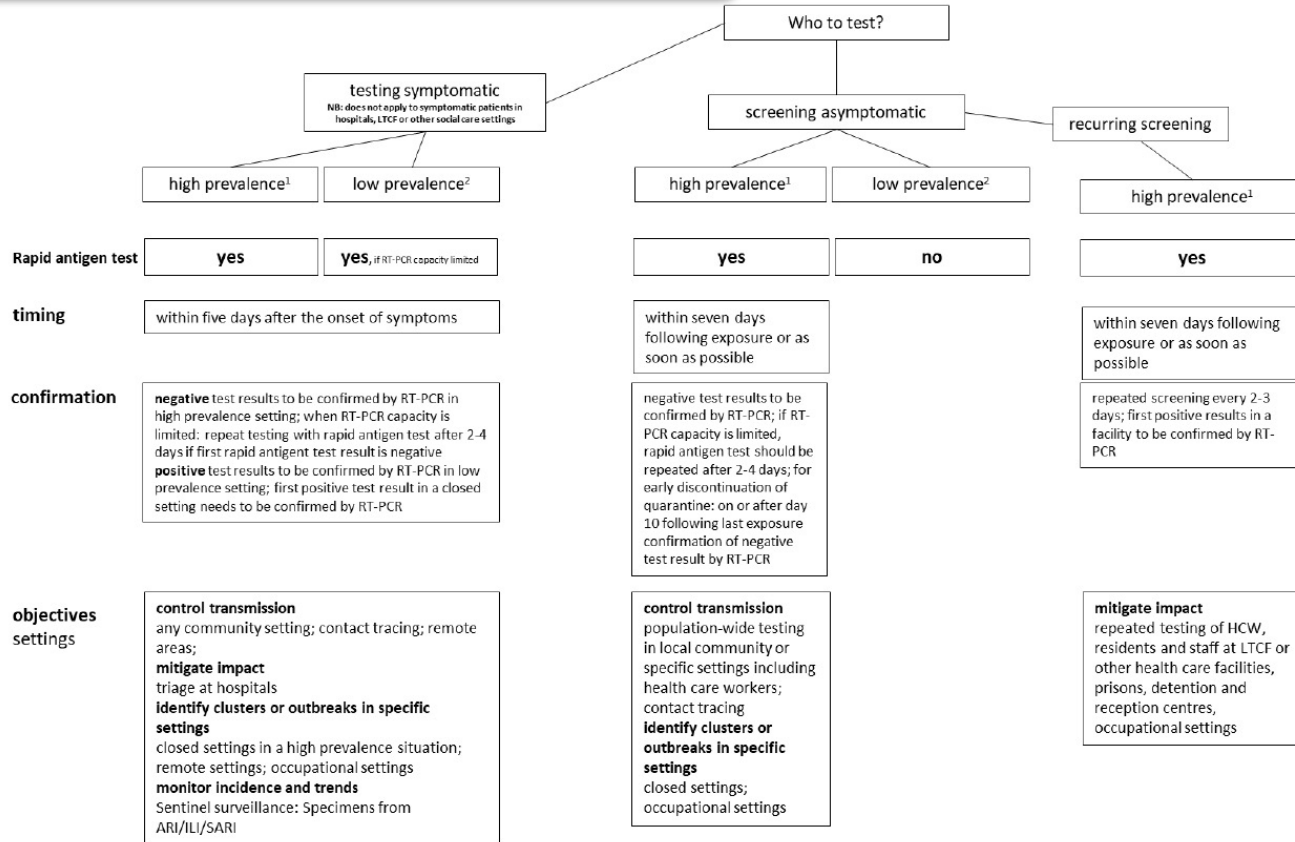 Who to test?
testing symptomatic
NB: does not apply to symptomatic patients in
hospitals, LTCF or other social care settings
screening asymptomatic
recurring screening
high prevalence1
low prevalence2
high prevalence1
low prevalence2
high prevalence1
Rapid antigen test
yes
yes, if RT-PCR capacity limited
yes
no
yes
timing
within five days after the onset of symptoms
within seven days
following exposure or as
soon as possible
within seven days following
exposure or as soon as
possible
confirmation
negative test results to be confirmed by RT-PCR in
high prevalence setting; when RT-PCR capacity is
limited: repeat testing with rapid antigen test after 2-4
days if first rapid antigent test result is negative
positive test results to be confirmed by RT-PCR in low
prevalence setting; first positive test result in a closed
setting needs to be confirmed by RT-PCR
negative test results to be
confirmed by RT-PCR; if RT-
PCR capacity is limited,
rapid antigen test should be
repeated after 2-4 days; for
early discontinuation of
quarantine: on or after day
10 following last exposure
confirmation of negative
test result by RT-PCR
repeated screening every 2-3
days; first positive results in a
facility to be confirmed by RT-
PCR
objectives
settings
control transmission
any community setting; contact tracing; remote
areas;
mitigate impact
triage at hospitals
identify clusters or outbreaks in specific
settings
closed settings in a high prevalence situation;
remote settings; occupational settings
monitor incidence and trends
Sentinel surveillance: Specimens from
ARI/ILI/SARI
control transmission
population-wide testing
in local community or
specific settings including
health care workers;
contact tracing
identify clusters or
outbreaks in specific
settings
closed settings;
occupational settings
mitigate impact
repeated testing of HCW,
residents and staff at LTCF or
other health care facilities,
prisons, detention and
reception centres,
occupational settings